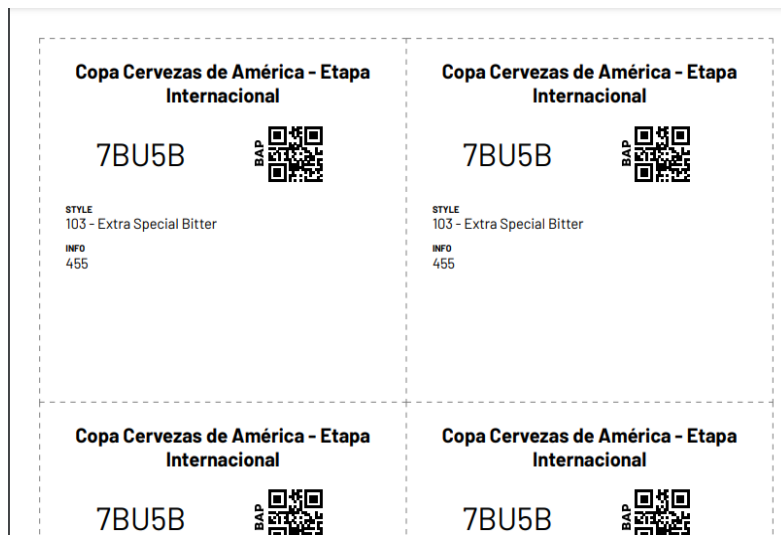 Copa Cervezas de América - Etapa
Internacional
7BU5B
BAP
STYLE
103 - Extra Special Bitter
INFO
455
Copa Cervezas de América - Etapa
Internacional
7BU5B
BAP
STYLE
103 - Extra Special Bitter
INFO
455
Copa Cervezas de América - Etapa
Internacional
7BU5B
BAP
Copa Cervezas de América - Etapa
Internacional
7BU5B
BAP